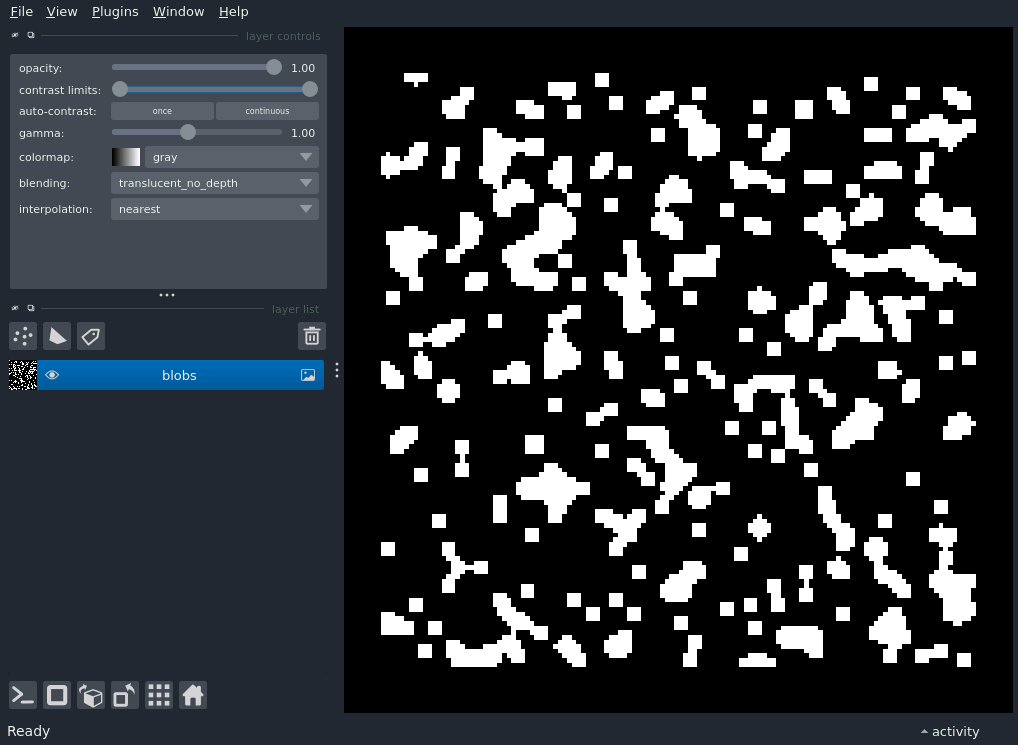 File View Plugins Window Help
layer controls
opacity: 1.00
contrast limits:
auto-contrast: once continuous
gamma: 1.00
colormap: gray
blending: translucent_no_depth
interpolation: nearest
layer list
blobs
Ready
activity